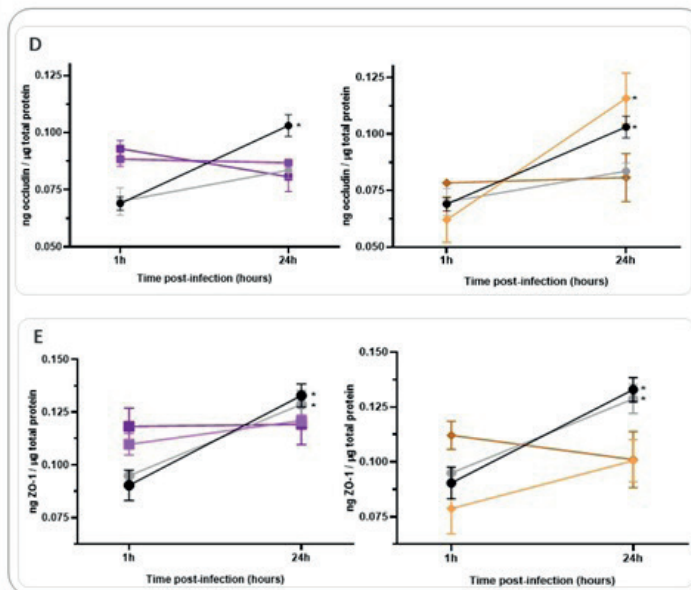 D
ng occludin / µg total protein
0.125
0.100
0.075
0.050
*
1h 24h
Time post-infection (hours)
ng occludin / µg total protein
0.125
0.100
0.075
0.050
*
*
1h 24h
Time post-infection (hours)
E
ng ZO-1 / µg total protein
0.150
0.125
0.100
0.075
*
*
1h 24h
Time post-infection (hours)
ng ZO-1 / µg total protein
0.150
0.125
0.100
0.075
*
*
1h 24h
Time post-infection (hours)